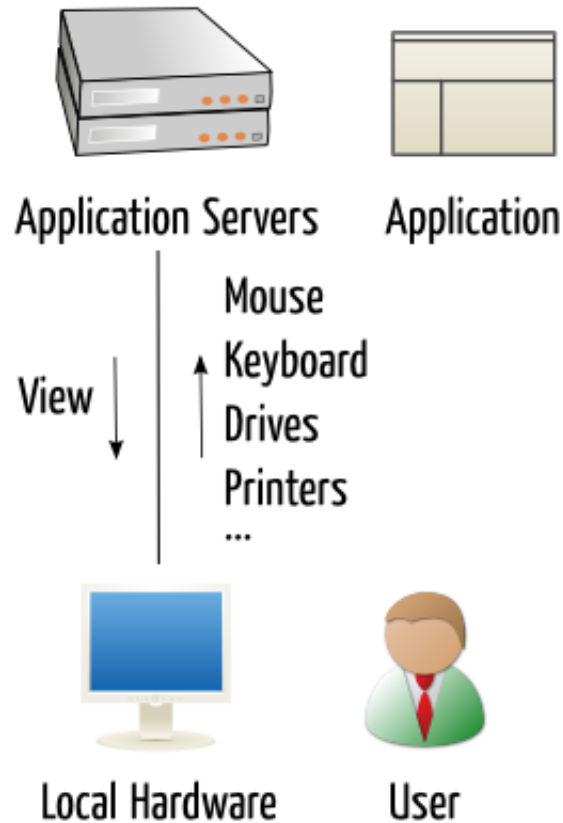 Application Servers
Application
View
Mouse
Keyboard
Drives
Printers
...
Local Hardware
User